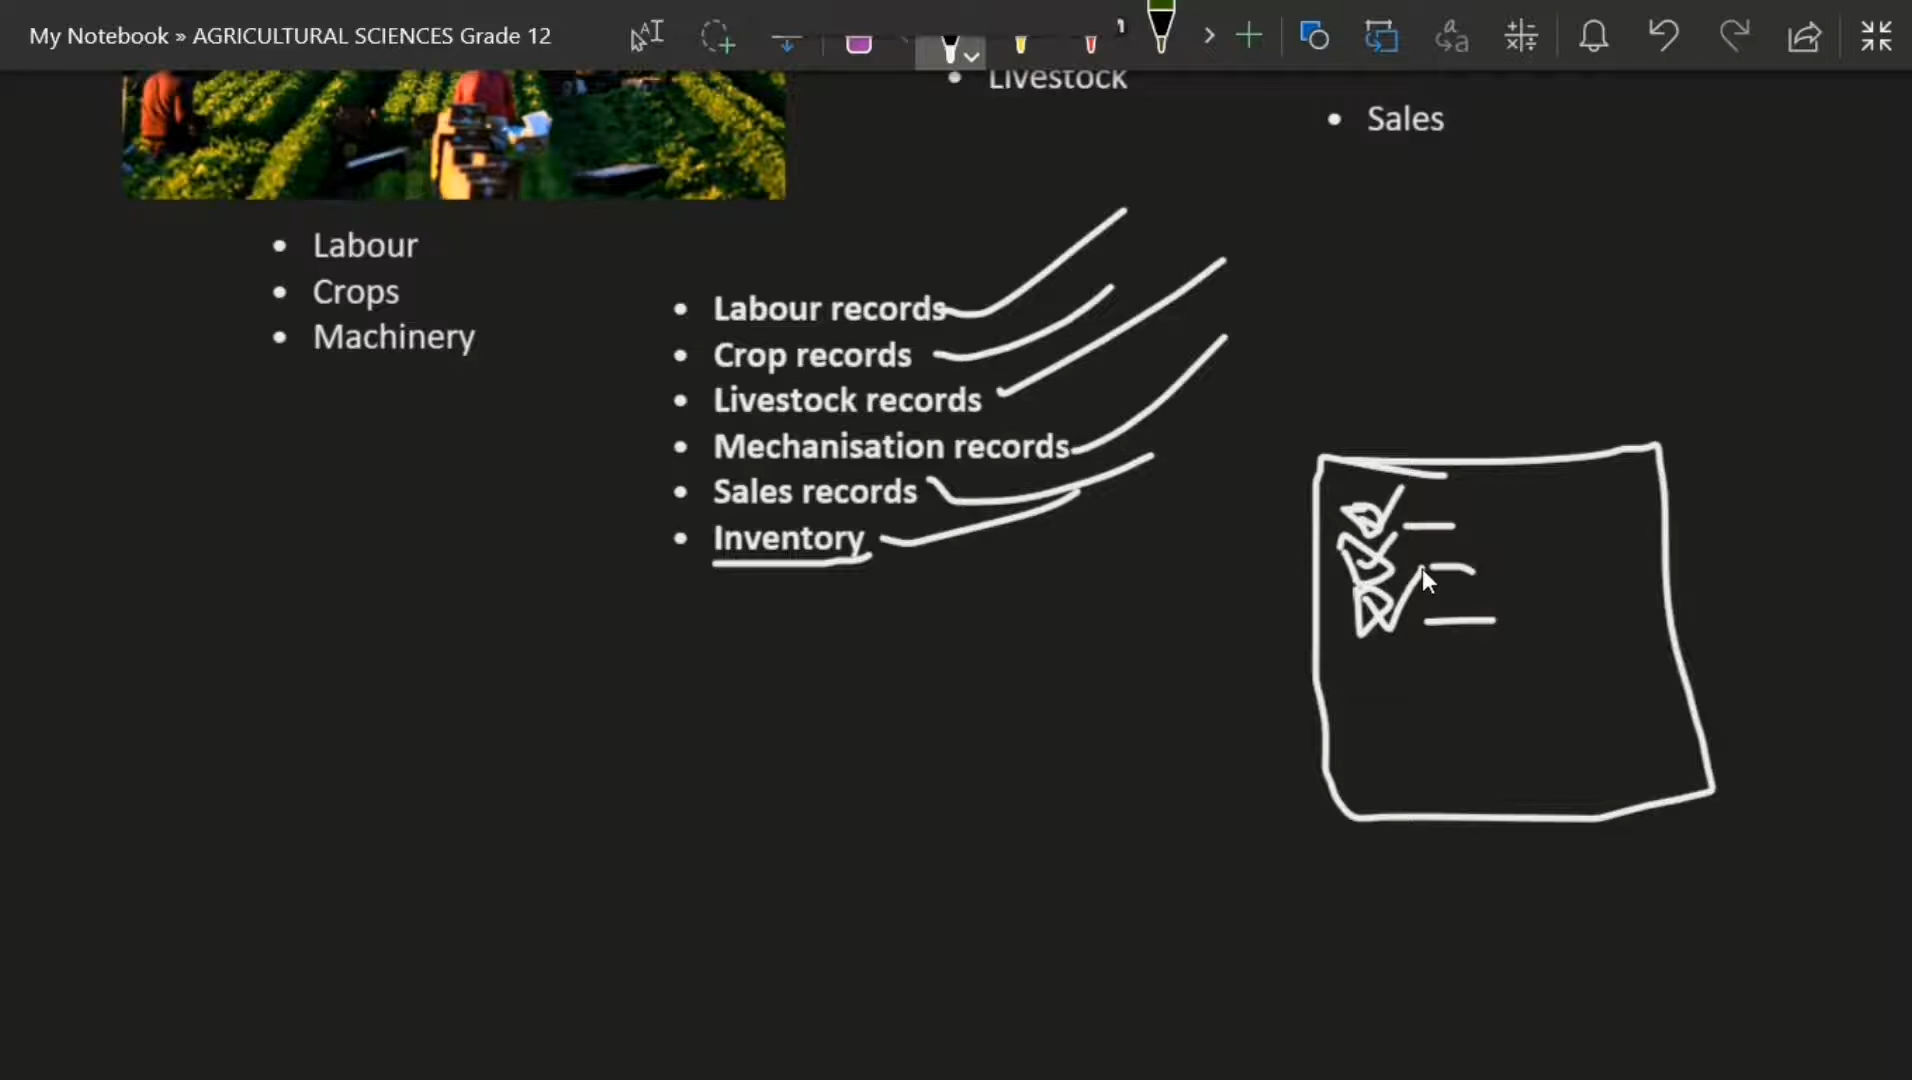 My Notebook » AGRICULTURAL SCIENCES Grade 12
• Livestock
• Sales
• Labour
• Crops
• Machinery
• Labour records
• Crop records
• Livestock records
• Mechanisation records
• Sales records
• Inventory